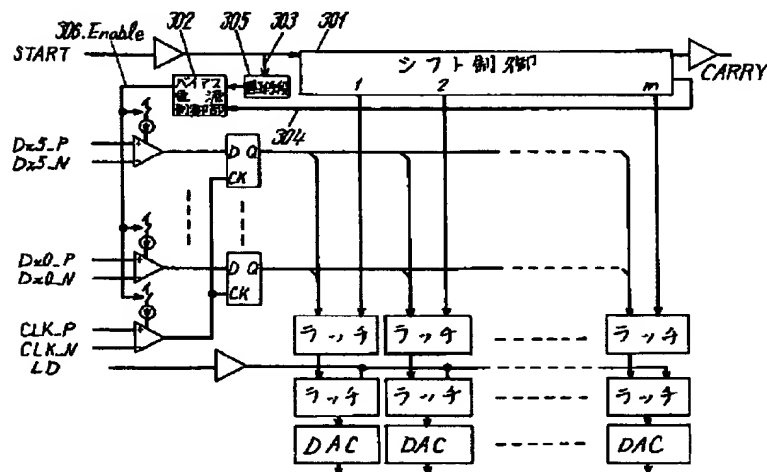 306.Enable
302
305
303
301
START
シフト制御
CARRY
バイアス
電流
制御部
1
2
m
304
Dx5_P
Dx5_N
D Q
CK
Dx0_P
Dx0_N
D Q
CK
CLK_P
CLK_N
LD
ラッチ
ラッチ
ラッチ
ラッチ
ラッチ
ラッチ
DAC
DAC
DAC